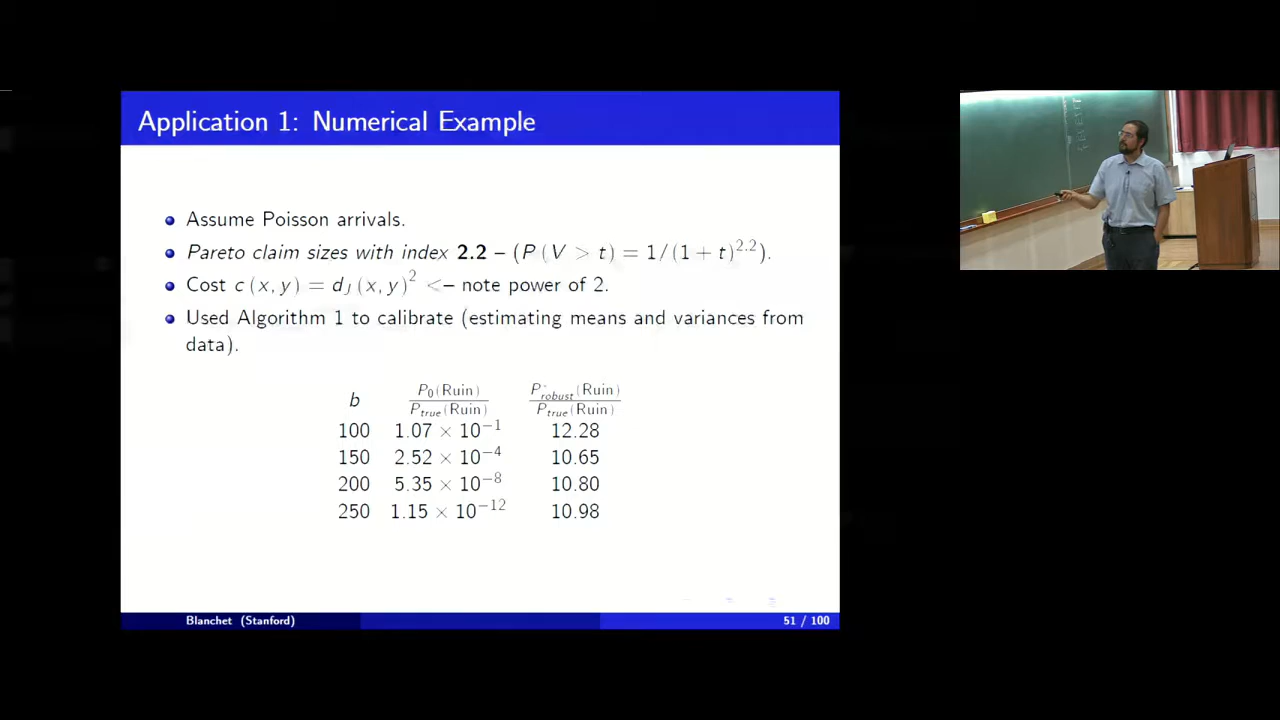 Application 1: Numerical Example
Assume Poisson arrivals.
Pareto claim sizes with index 2.2 – (P (V > t) = 1/(1 + t)^2.2).
Cost c (x, y) = d_J (x, y)^2 <– note power of 2.
Used Algorithm 1 to calibrate (estimating means and variances from
data).
b P_0(Ruin)/P_true(Ruin) P*_robust(Ruin)/P_true(Ruin)
100 1.07 × 10^−1 12.28
150 2.52 × 10^−4 10.65
200 5.35 × 10^−8 10.80
250 1.15 × 10^−12 10.98
Blanchet (Stanford) 51 / 100